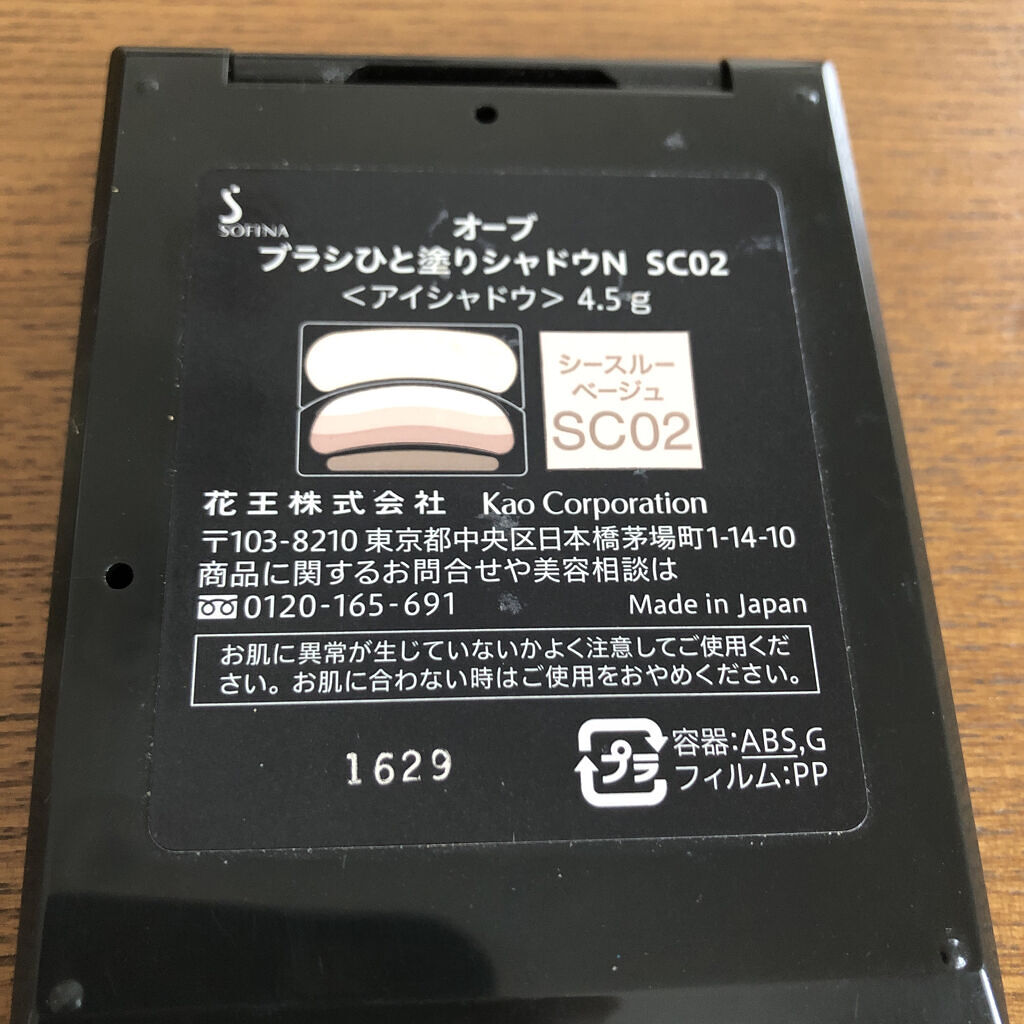 S
SOFINA
オーブ
ブラシひと塗りシャドウN SC02
＜アイシャドウ＞ 4.5g
シースルー
ベージュ
SC02
花王株式会社 Kao Corporation
〒103-8210 東京都中央区日本橋茅場町1-14-10
商品に関するお問合せや美容相談は
0120-165-691 Made in Japan
お肌に異常が生じていないかよく注意してご使用くだ
さい。お肌に合わない時はご使用をおやめください。
1629
プラ
容器:ABS,G
フィルム:PP